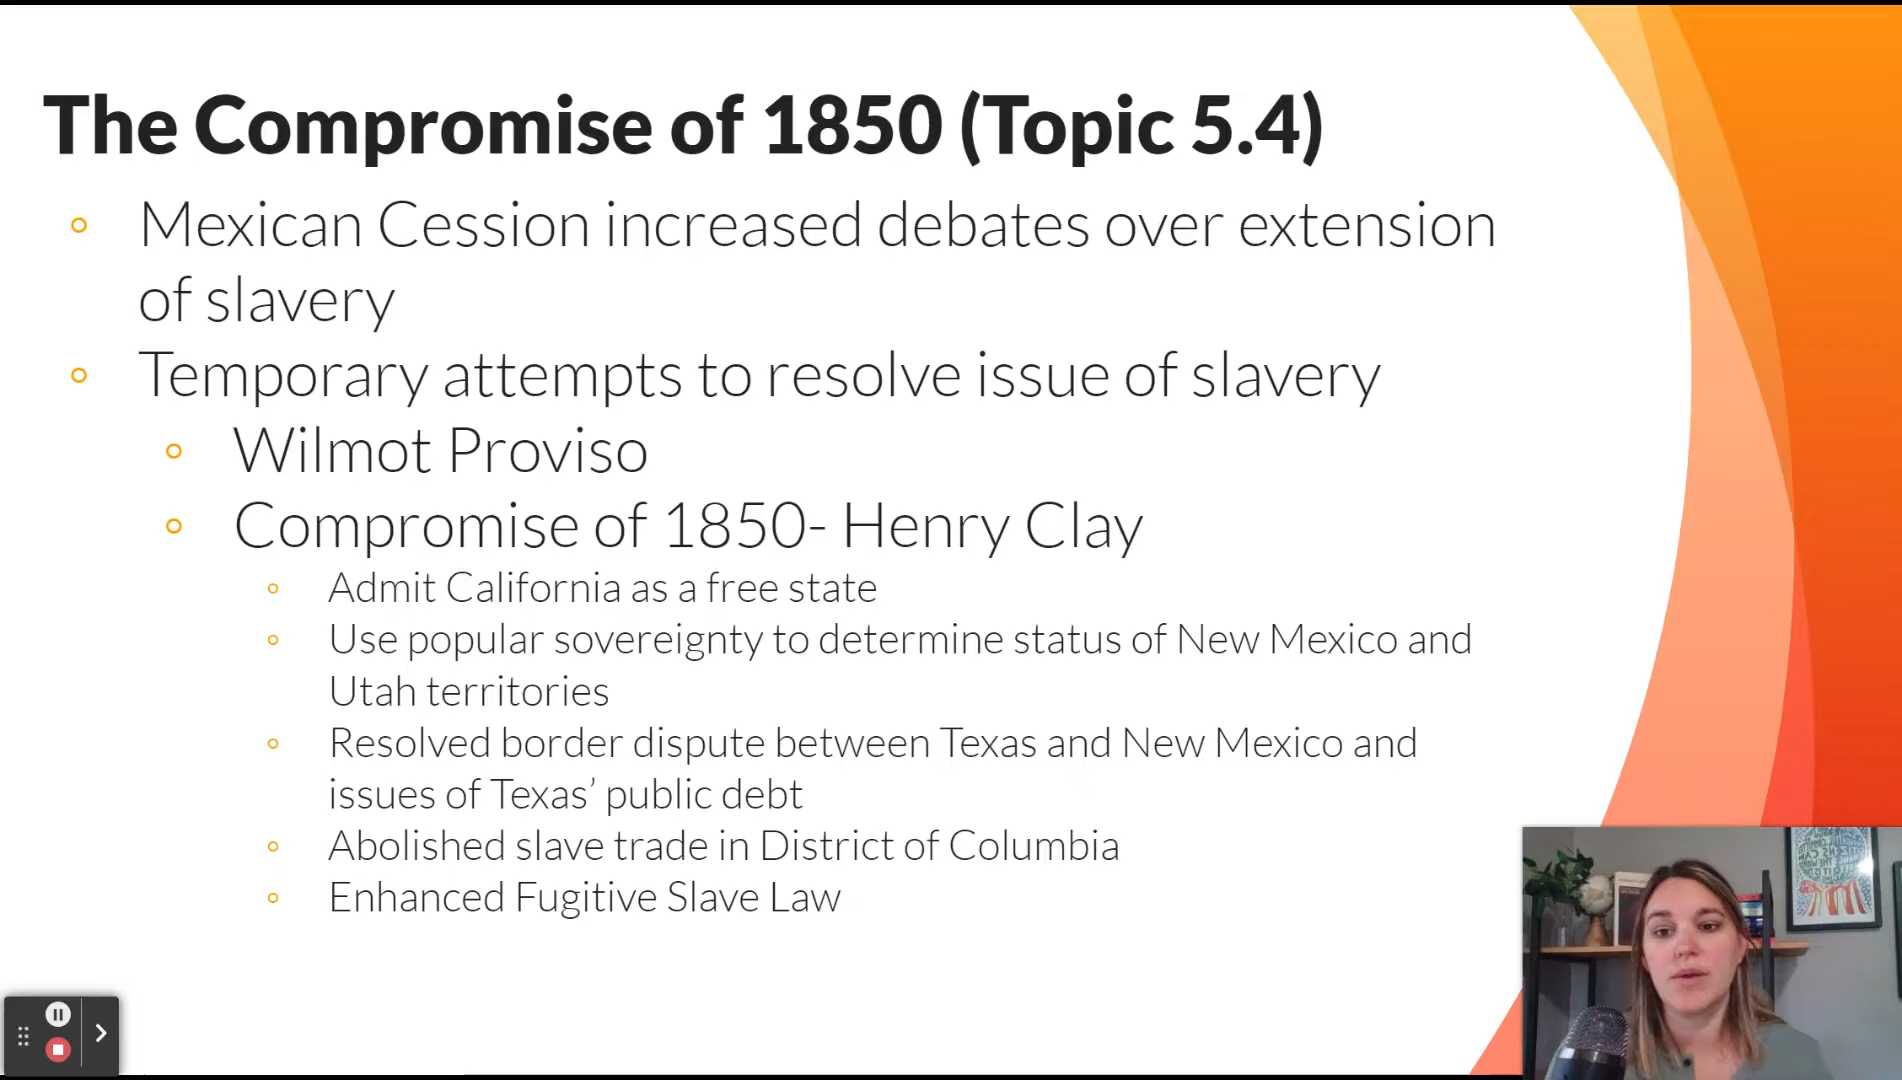 The Compromise of 1850 (Topic 5.4)
Mexican Cession increased debates over extension
of slavery
Temporary attempts to resolve issue of slavery
Wilmot Proviso
Compromise of 1850- Henry Clay
Admit California as a free state
Use popular sovereignty to determine status of New Mexico and
Utah territories
Resolved border dispute between Texas and New Mexico and
issues of Texas’ public debt
Abolished slave trade in District of Columbia
Enhanced Fugitive Slave Law